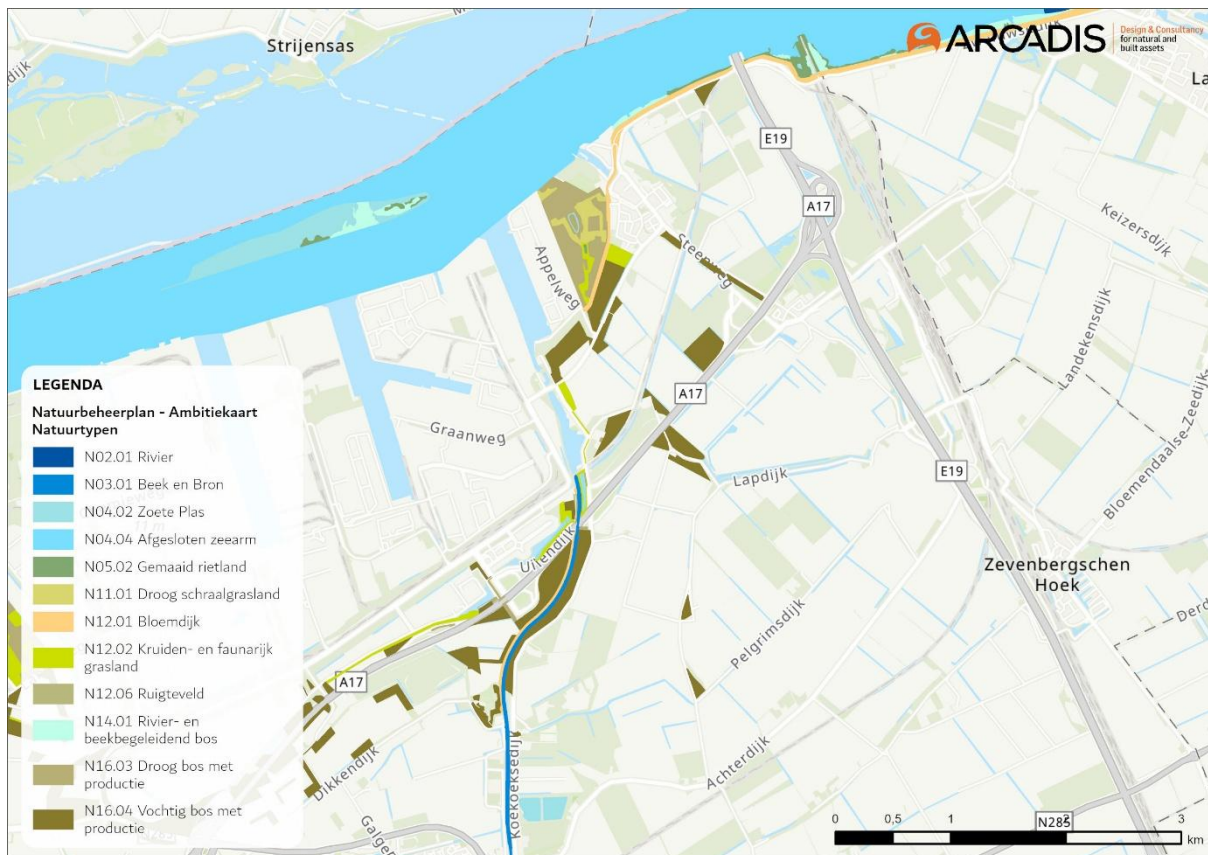 Strijensas
ARCADIS
Design & Consultancy
for natural and
built assets
La
E19
A17
Keizersdijk
Steenweg
Appelweg
Landekensdijk
Bloemendaalse-Zeedijk
A17
Graanweg
Lapdijk
E19
Uilendijk
Zevenbergschen
Hoek
Derd
Pelgrimsdijk
A17
Achterdijk
Dikkendijk
Koekoeksedijk
Galge
N285
LEGENDA
Natuurbeheerplan - Ambitiekaart
Natuurtypen
N02.01 Rivier
N03.01 Beek en Bron
N04.02 Zoete Plas
N04.04 Afgesloten zeearm
N05.02 Gemaaid rietland
N11.01 Droog schraalgrasland
N12.01 Bloemdijk
N12.02 Kruiden- en faunarijk
grasland
N12.06 Ruigteveld
N14.01 Rivier- en
beekbegeleidend bos
N16.03 Droog bos met
productie
N16.04 Vochtig bos met
productie
0 0,5 1 2 3
km